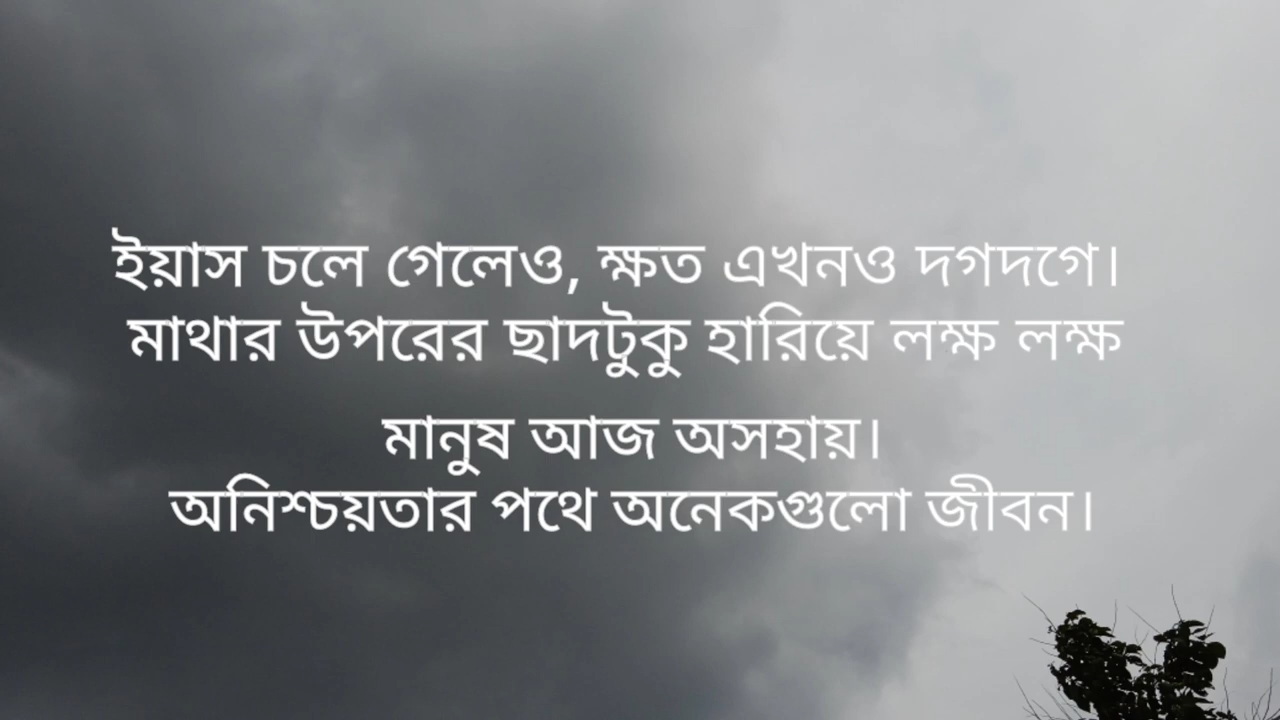 ইয়াস চলে গেলেও, ক্ষত এখনও দগদগে।
মাথার উপরের ছাদটুকু হারিয়ে লক্ষ লক্ষ
মানুষ আজ অসহায়।
অনিশ্চয়তার পথে অনেকগুলো জীবন।